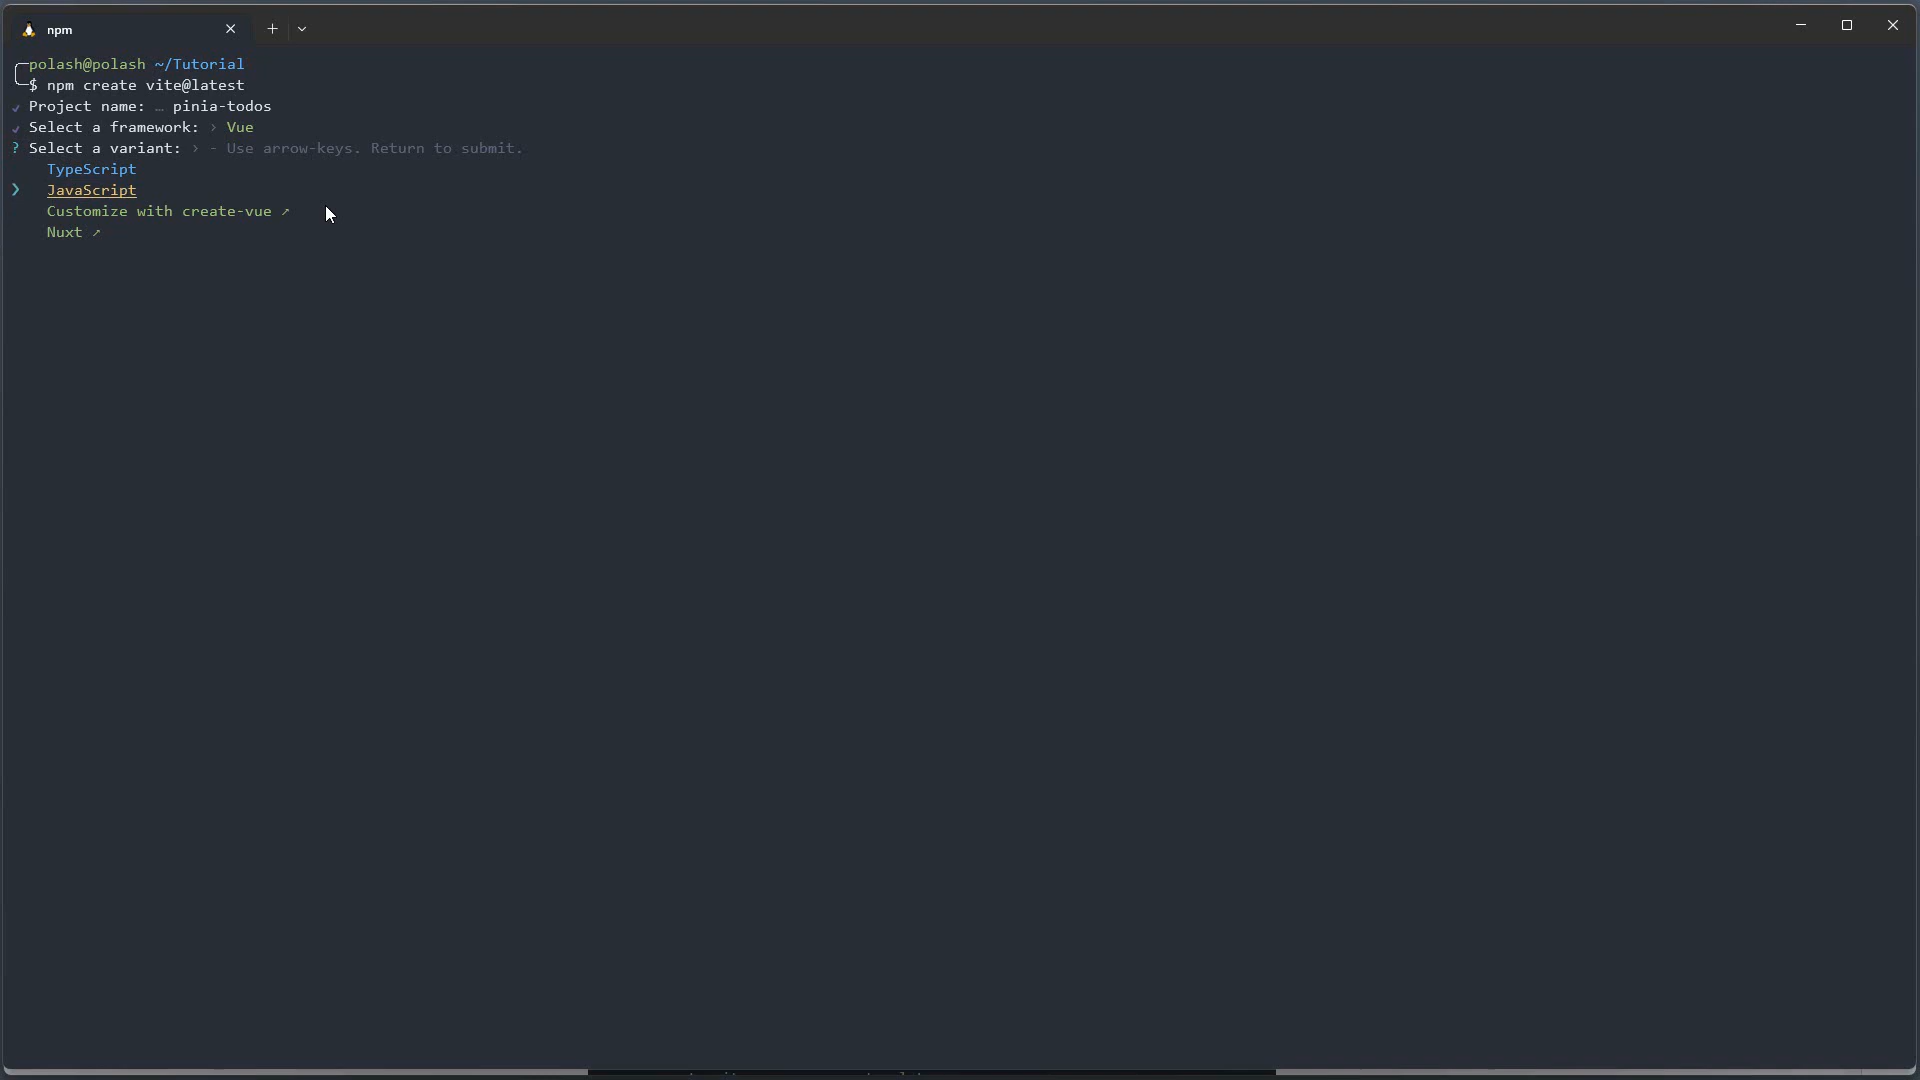 npm
polash@polash ~/Tutorial
$ npm create vite@latest
✔ Project name: … pinia-todos
✔ Select a framework: › Vue
? Select a variant: › - Use arrow-keys. Return to submit.
TypeScript
❯ JavaScript
Customize with create-vue ↗
Nuxt ↗